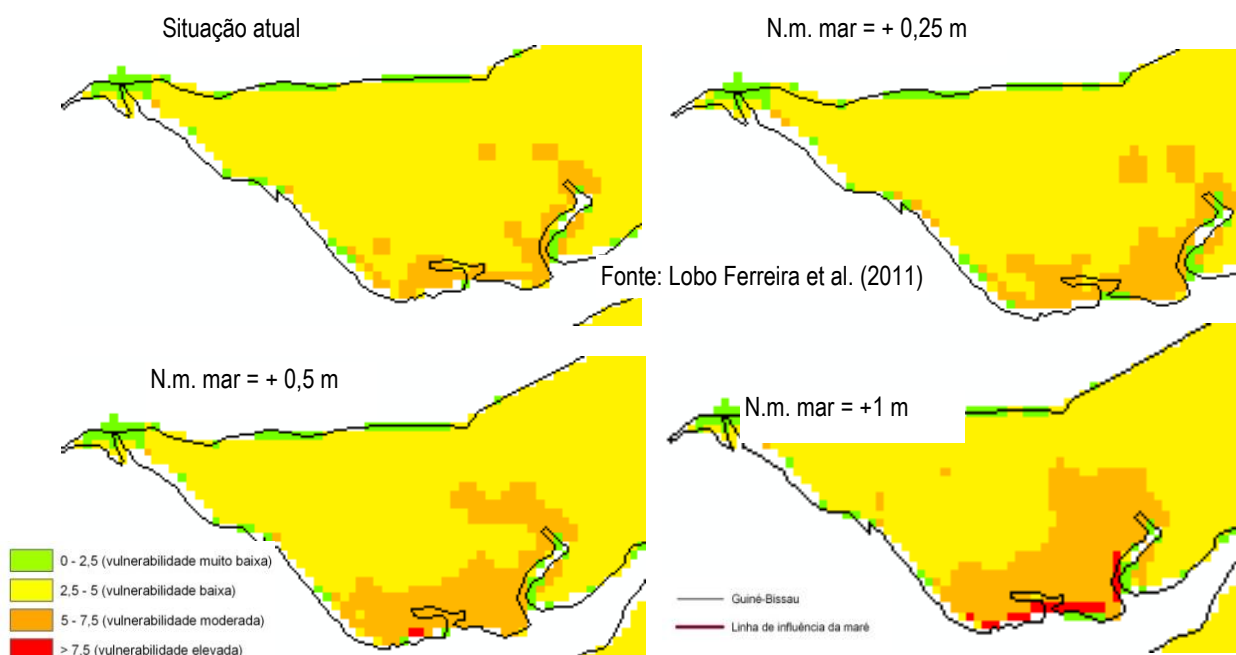 Situação atual
N.m. mar = + 0,25 m
Fonte: Lobo Ferreira et al. (2011)
N.m. mar = + 0,5 m
N.m. mar = +1 m
0 - 2,5 (vulnerabilidade muito baixa)
2,5 - 5 (vulnerabilidade baixa)
5 - 7,5 (vulnerabilidade moderada)
> 7,5 (vulnerabilidade elevada)
Guiné-Bissau
Linha de influência da maré